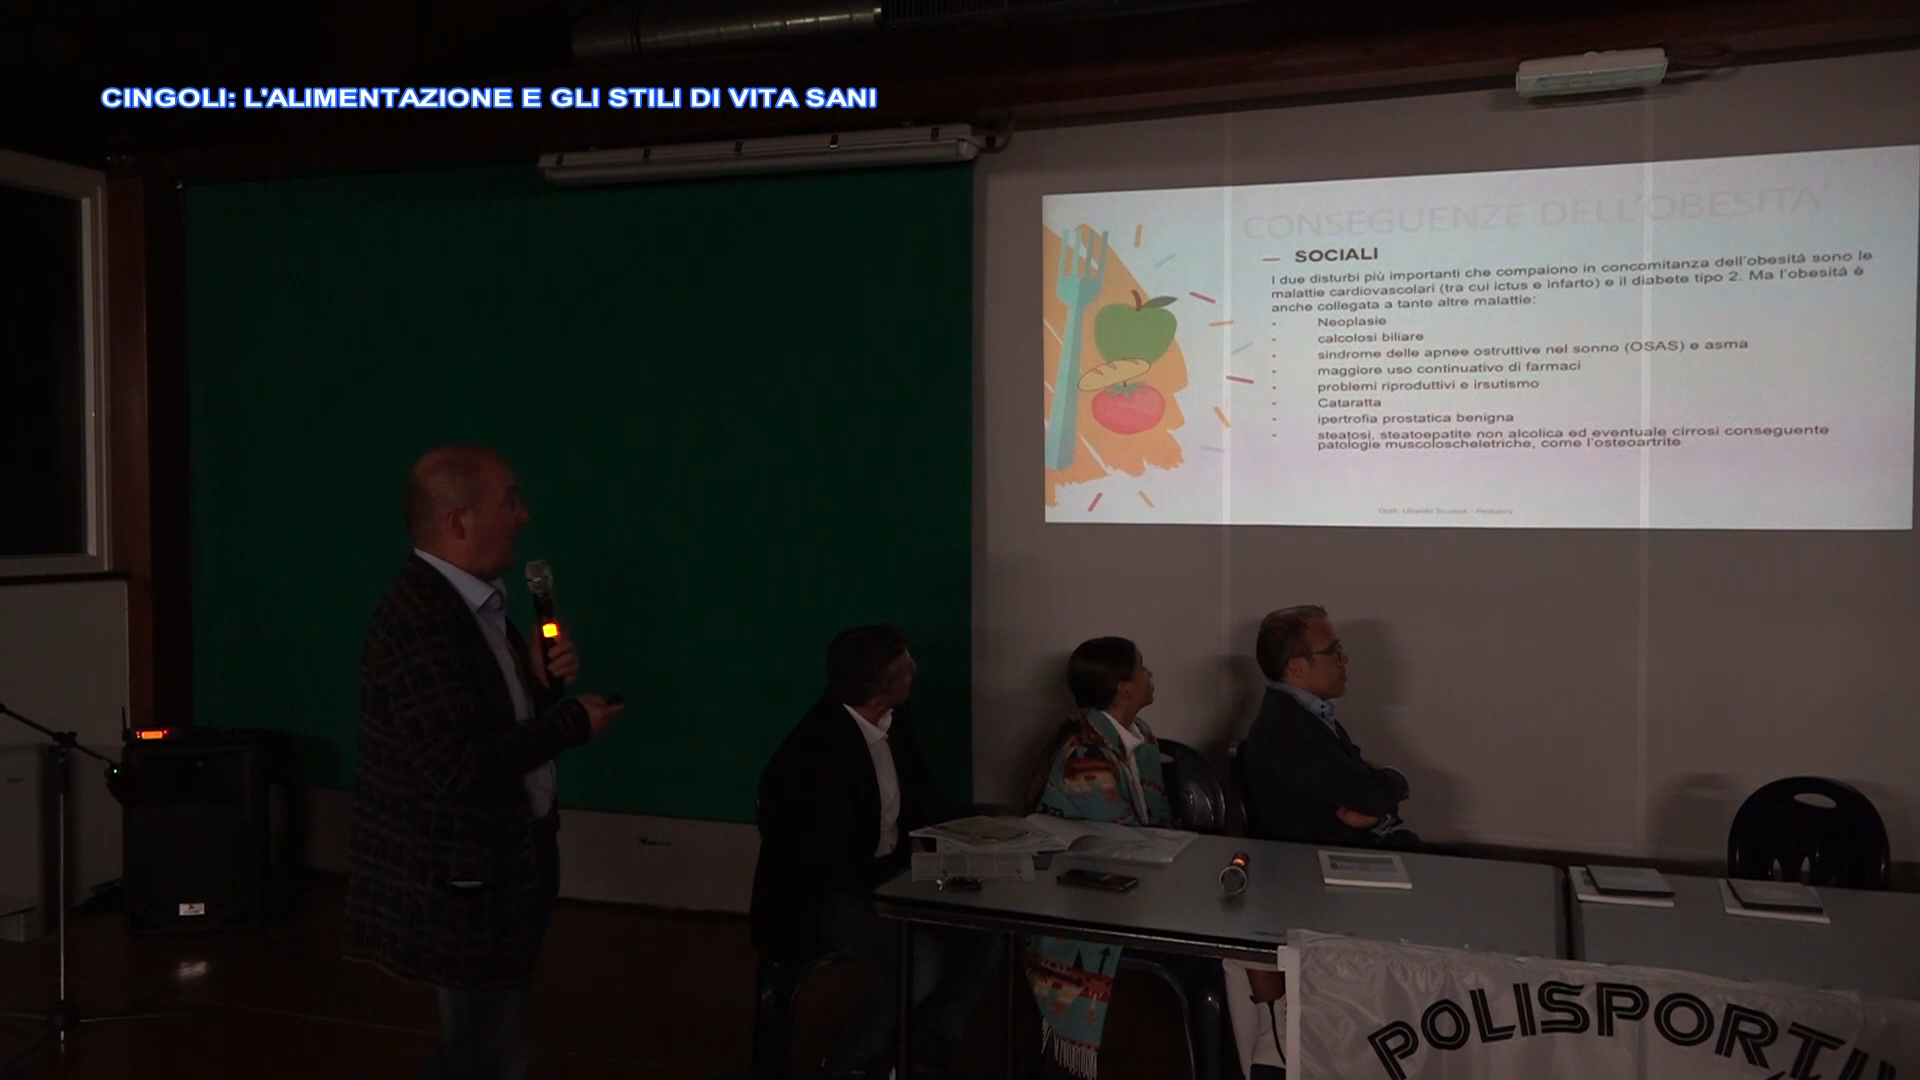 CINGOLI: L'ALIMENTAZIONE E GLI STILI DI VITA SANI
CONSEGUENZE DELL'OBESITA'
— SOCIALI
I due disturbi più importanti che compaiono in concomitanza dell'obesità sono le
malattie cardiovascolari (tra cui ictus e infarto) e il diabete tipo 2. Ma l'obesità è
anche collegata a tante altre malattie:
• Neoplasie
• calcolosi biliare
• sindrome delle apnee ostruttive nel sonno (OSAS) e asma
• maggiore uso continuativo di farmaci
• problemi riproduttivi e irsutismo
• Cataratta
• ipertrofia prostatica benigna
• steatosi, steatoepatite non alcolica ed eventuale cirrosi conseguente
patologie muscoloscheletriche, come l'osteoartrite
Dott. Ubaldo - Pediatra
POLISPORTI